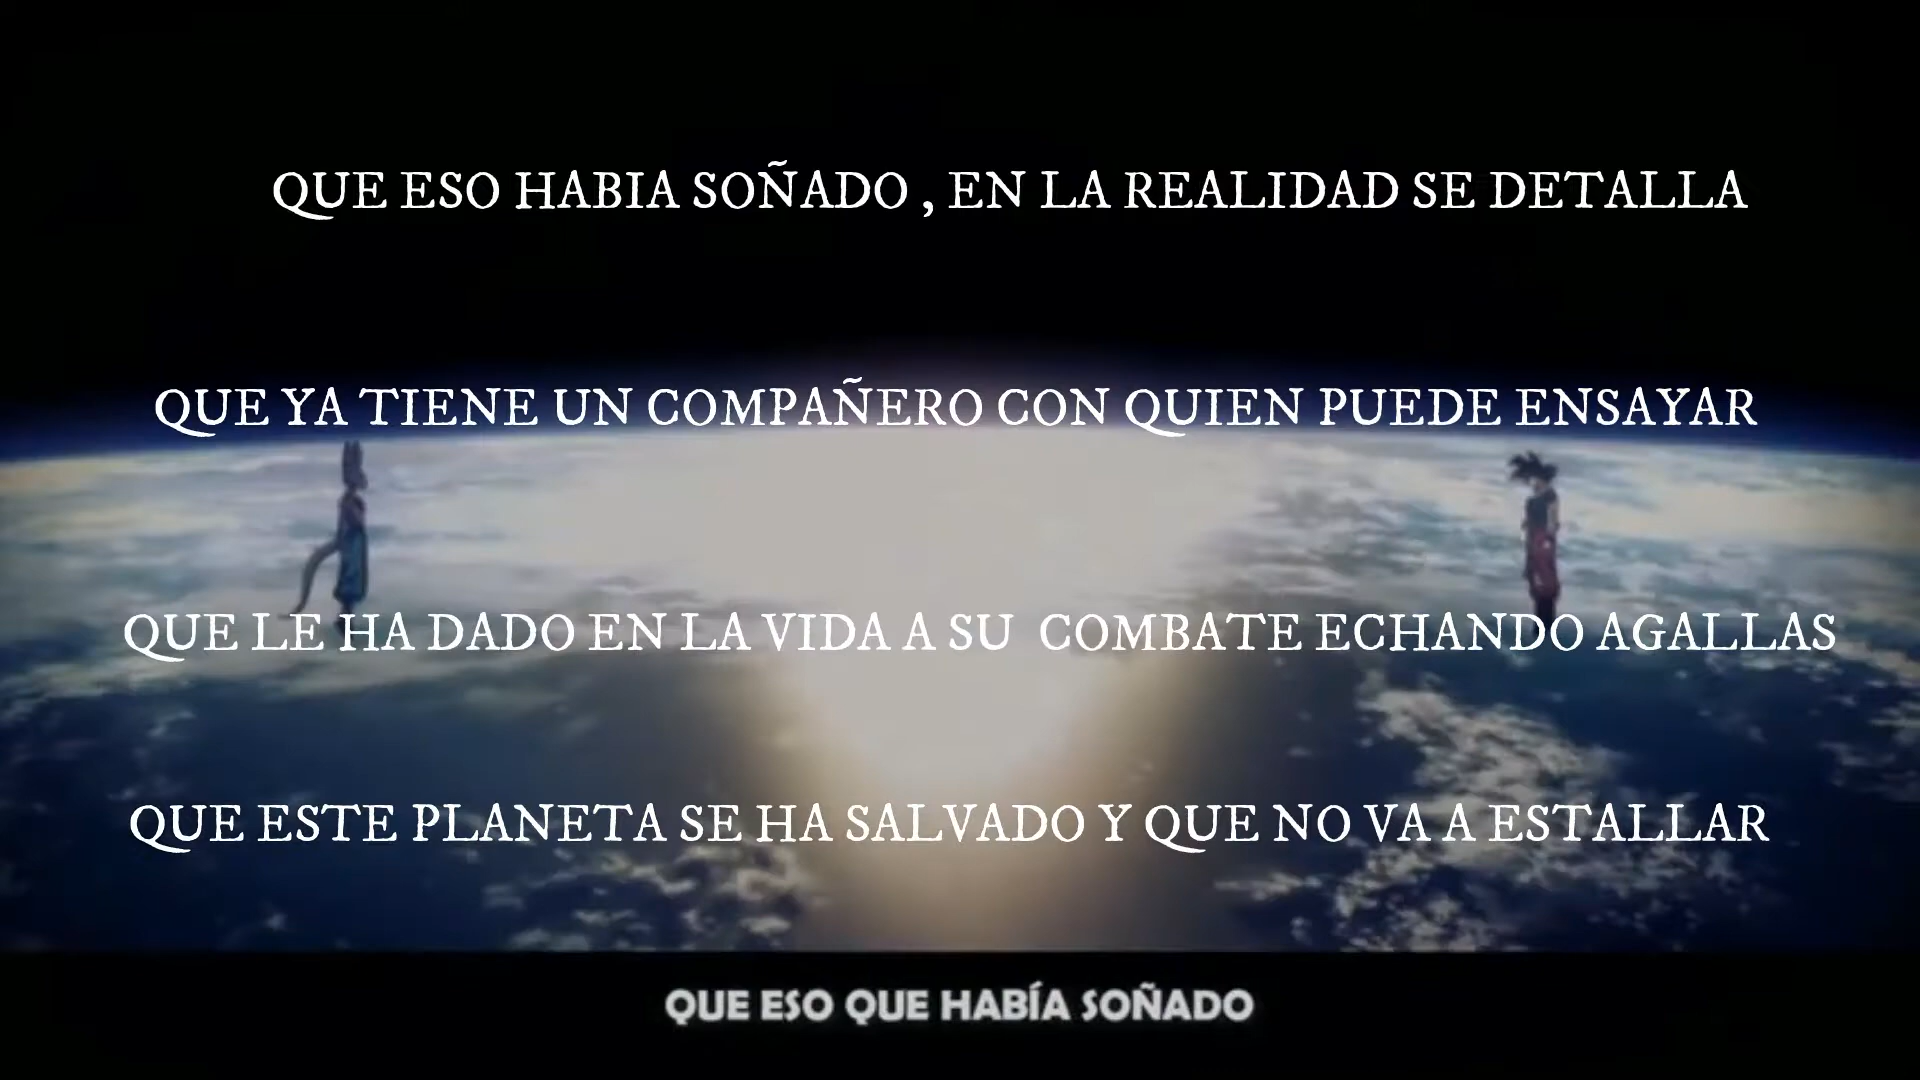 QUE ESO HABIA SOÑADO , EN LA REALIDAD SE DETALLA
QUE YA TIENE UN COMPAÑERO CON QUIEN PUEDE ENSAYAR
QUE LE HA DADO EN LA VIDA A SU COMBATE ECHANDO AGALLAS
QUE ESTE PLANETA SE HA SALVADO Y QUE NO VA A ESTALLAR
QUE ESO QUE HABÍA SOÑADO